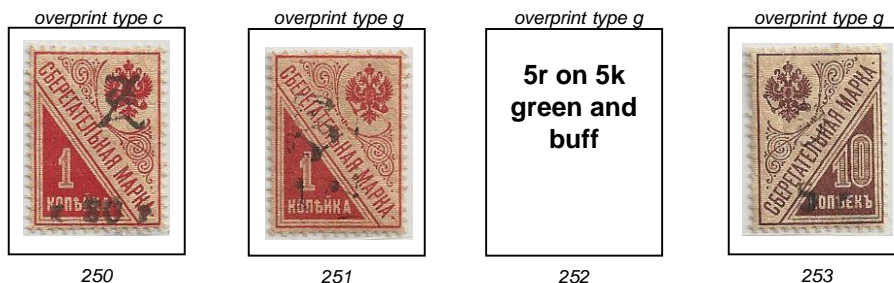 overprint type c
overprint type g
overprint type g
overprint type g
СБЕРЕГАТЕЛЬНАЯ МАРКА
1
КОПѢЙКА
СБЕРЕГАТЕЛЬНАЯ МАРКА
1
КОПѢЙКА
5r on 5k
green and
buff
СБЕРЕГАТЕЛЬНАЯ МАРКА
10
КОПѢЕКЪ
250
251
252
253